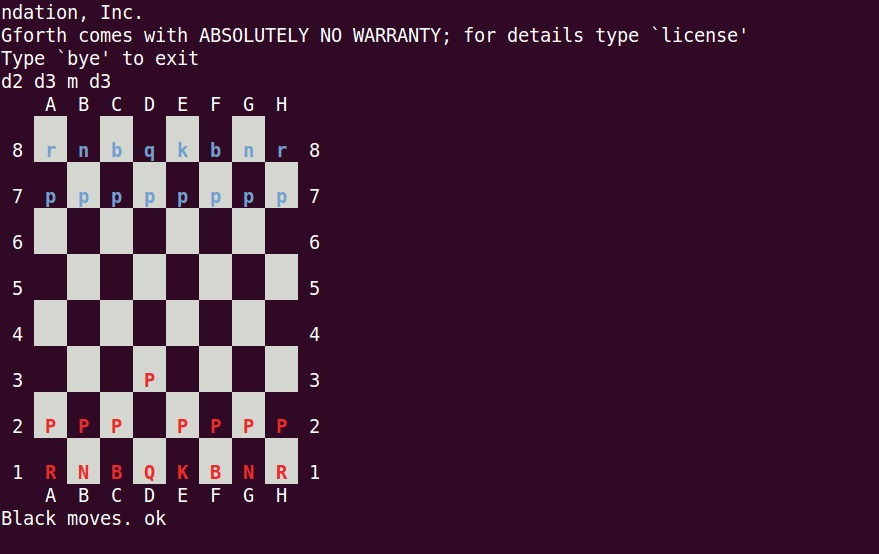 ndation, Inc.
Gforth comes with ABSOLUTELY NO WARRANTY; for details type `license'
Type `bye' to exit
d2 d3 m d3
A B C D E F G H
8 r n b q k b n r 8
7 p p p p p p p p 7
6 6
5 5
4 4
3 P 3
2 P P P P P P P 2
1 R N B Q K B N R 1
A B C D E F G H
Black moves. ok